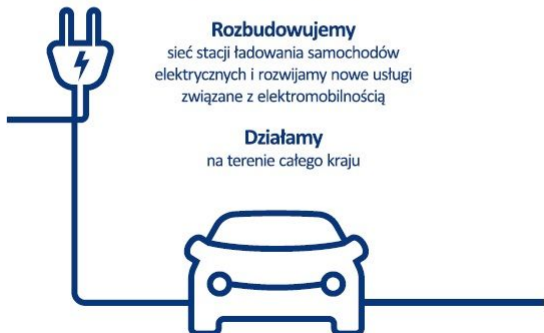 Rozbudowujemy
sieć stacji ładowania samochodów
elektrycznych i rozwijamy nowe usługi
związane z elektromobilnością
Działamy
na terenie całego kraju